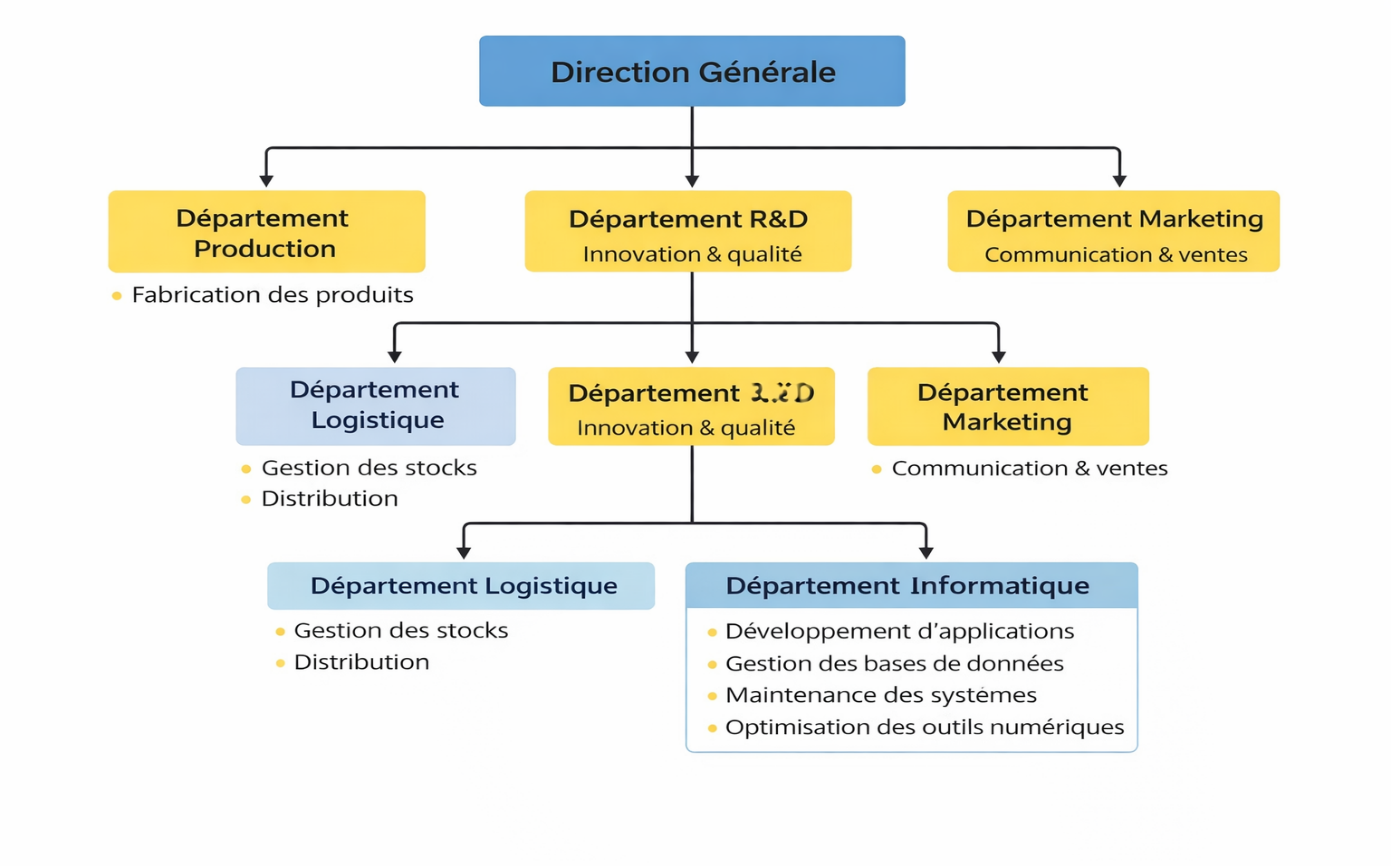 Direction Générale
Département
Production
Département R&D
Innovation & qualité
Département Marketing
Communication & ventes
• Fabrication des produits
Département
Logistique
Département
Innovation & qualité
Département
Marketing
• Gestion des stocks
• Distribution
• Communication & ventes
Département Logistique
• Gestion des stocks
• Distribution
Département Informatique
• Développement d’applications
• Gestion des bases de données
• Maintenance des systèmes
• Optimisation des outils numériques